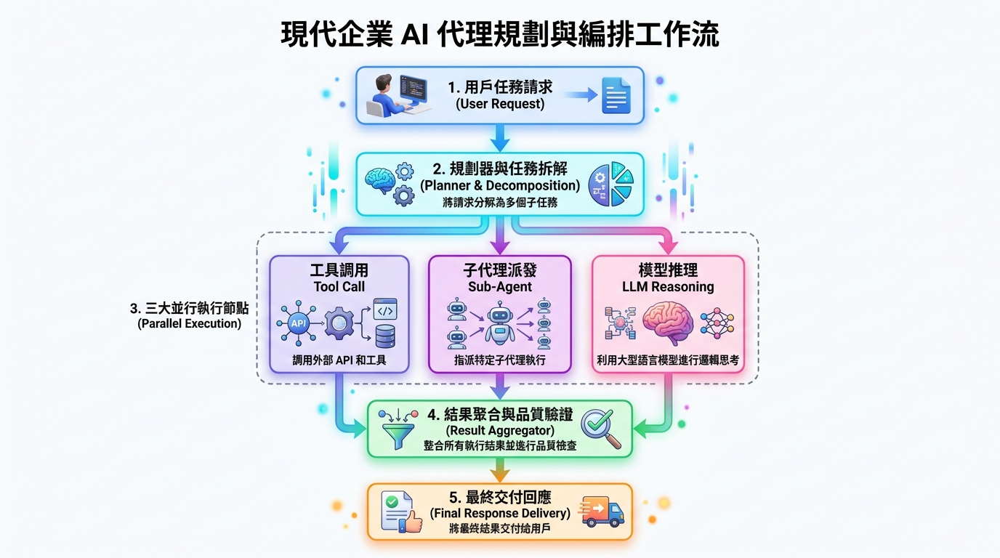 現代企業 AI 代理規劃與編排工作流
1. 用戶任務請求
(User Request)
2. 規劃器與任務拆解
(Planner & Decomposition)
將請求分解為多個子任務
3. 三大並行執行節點
(Parallel Execution)
工具調用
Tool Call
API
調用外部 API 和工具
子代理派發
Sub-Agent
指派特定子代理執行
模型推理
LLM Reasoning
利用大型語言模型進行邏輯思考
4. 結果聚合與品質驗證
(Result Aggregator)
整合所有執行結果並進行品質檢查
5. 最終交付回應
(Final Response Delivery)
將最終結果交付給用戶